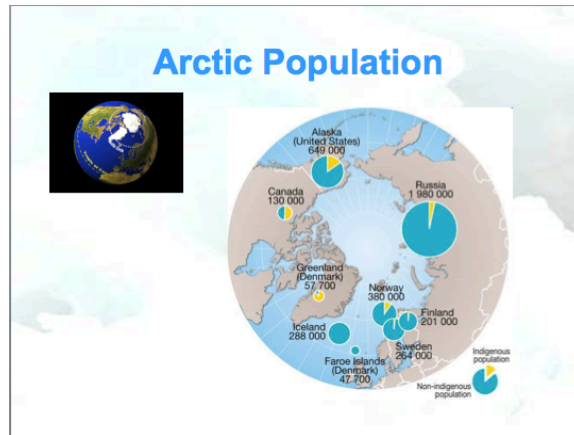 Arctic Population
Alaska
(United States)
649 000
Canada
130 000
Russia
1 980 000
Greenland
(Denmark)
57 700
Norway
380 000
Finland
201 000
Iceland
288 000
Sweden
264 000
Faroe Islands
(Denmark)
47 700
Indigenous
population
Non-indigenous
population